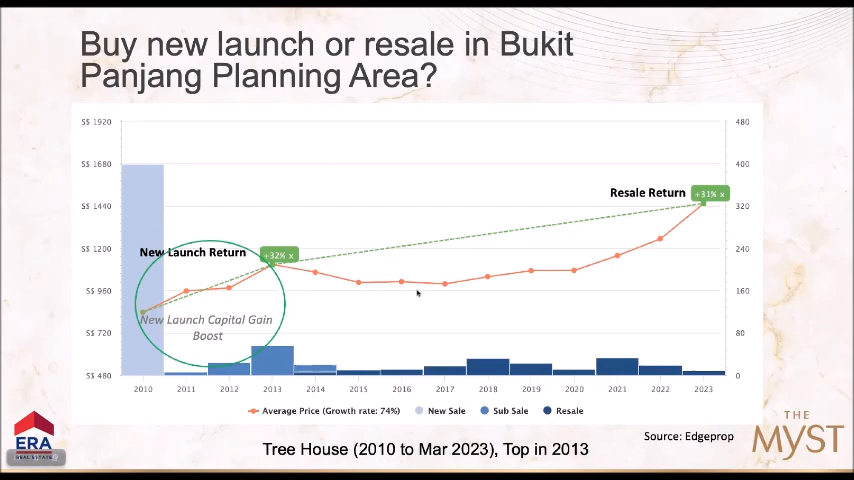 Buy new launch or resale in Bukit
Panjang Planning Area?
S$ 1920
S$ 1680
S$ 1440
S$ 1200
S$ 960
S$ 720
S$ 480
480
400
320
240
160
80
0
Resale Return
+31% x
New Launch Return
+32% x
New Launch Capital Gain
Boost
2010 2011 2012 2013 2014 2015 2016 2017 2018 2019 2020 2021 2022 2023
Average Price (Growth rate: 74%) New Sale Sub Sale Resale
Source: Edgeprop
Tree House (2010 to Mar 2023), Top in 2013
ERA
REAL ESTATE
THE
MYST